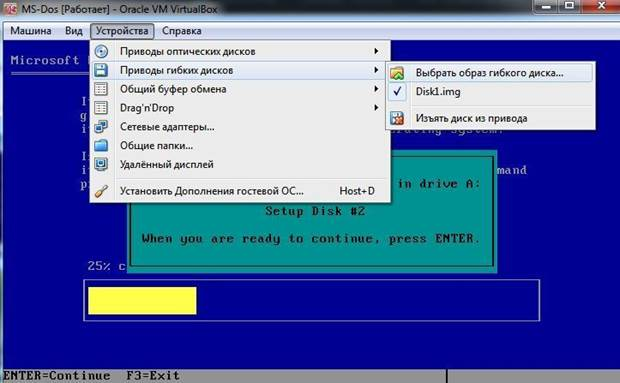 MS-Dos [Работает] - Oracle VM VirtualBox
Машина Вид Устройства Справка
Microsoft
Приводы оптических дисков
Приводы гибких дисков
Общий буфер обмена
Drag'n'Drop
Сетевые адаптеры...
Общие папки...
Удалённый дисплей
Установить Дополнения гостевой ОС... Host+D
Выбрать образ гибкого диска...
Disk1.img
Изъять диск из привода
system.
mand
in drive A:
Setup Disk #2
When you are ready to continue, press ENTER.
25% c
ENTER=Continue F3=Exit